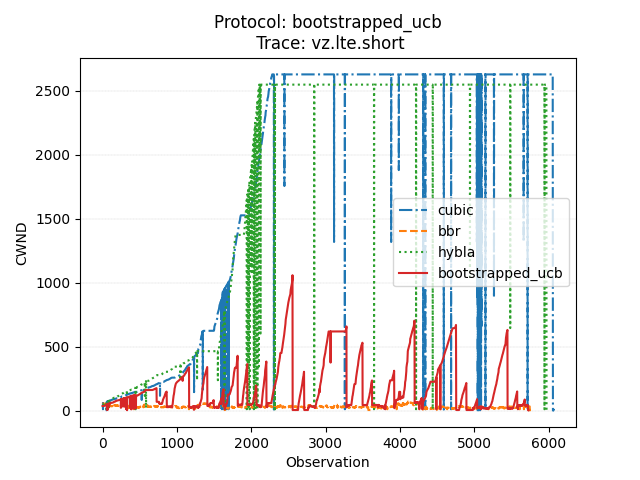 Protocol: bootstrapped_ucb
Trace: vz.lte.short
2500
2000
1500
1000
500
0
CWND
cubic
bbr
hybla
bootstrapped_ucb
0 1000 2000 3000 4000 5000 6000
Observation